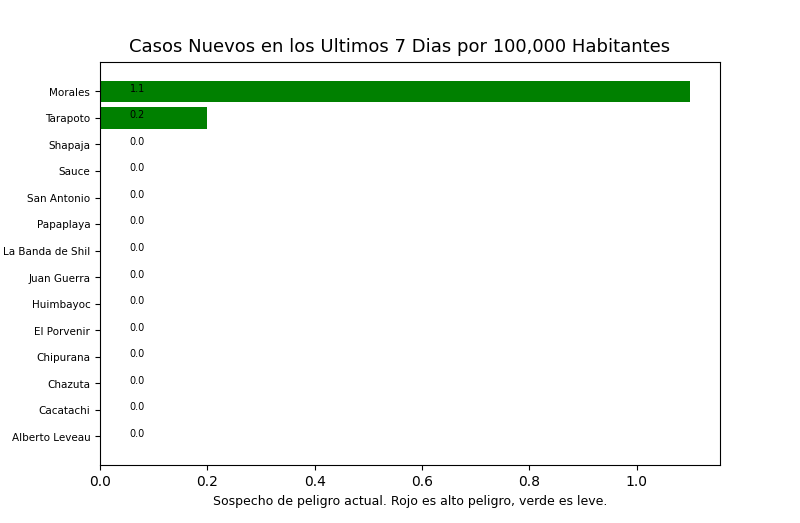 Casos Nuevos en los Ultimos 7 Dias por 100,000 Habitantes
Morales 1.1
Tarapoto 0.2
Shapaja 0.0
Sauce 0.0
San Antonio 0.0
Papaplaya 0.0
La Banda de Shil 0.0
Juan Guerra 0.0
Huimbayoc 0.0
El Porvenir 0.0
Chipurana 0.0
Chazuta 0.0
Cacatachi 0.0
Alberto Leveau 0.0
0.0 0.2 0.4 0.6 0.8 1.0
Sospecho de peligro actual. Rojo es alto peligro, verde es leve.